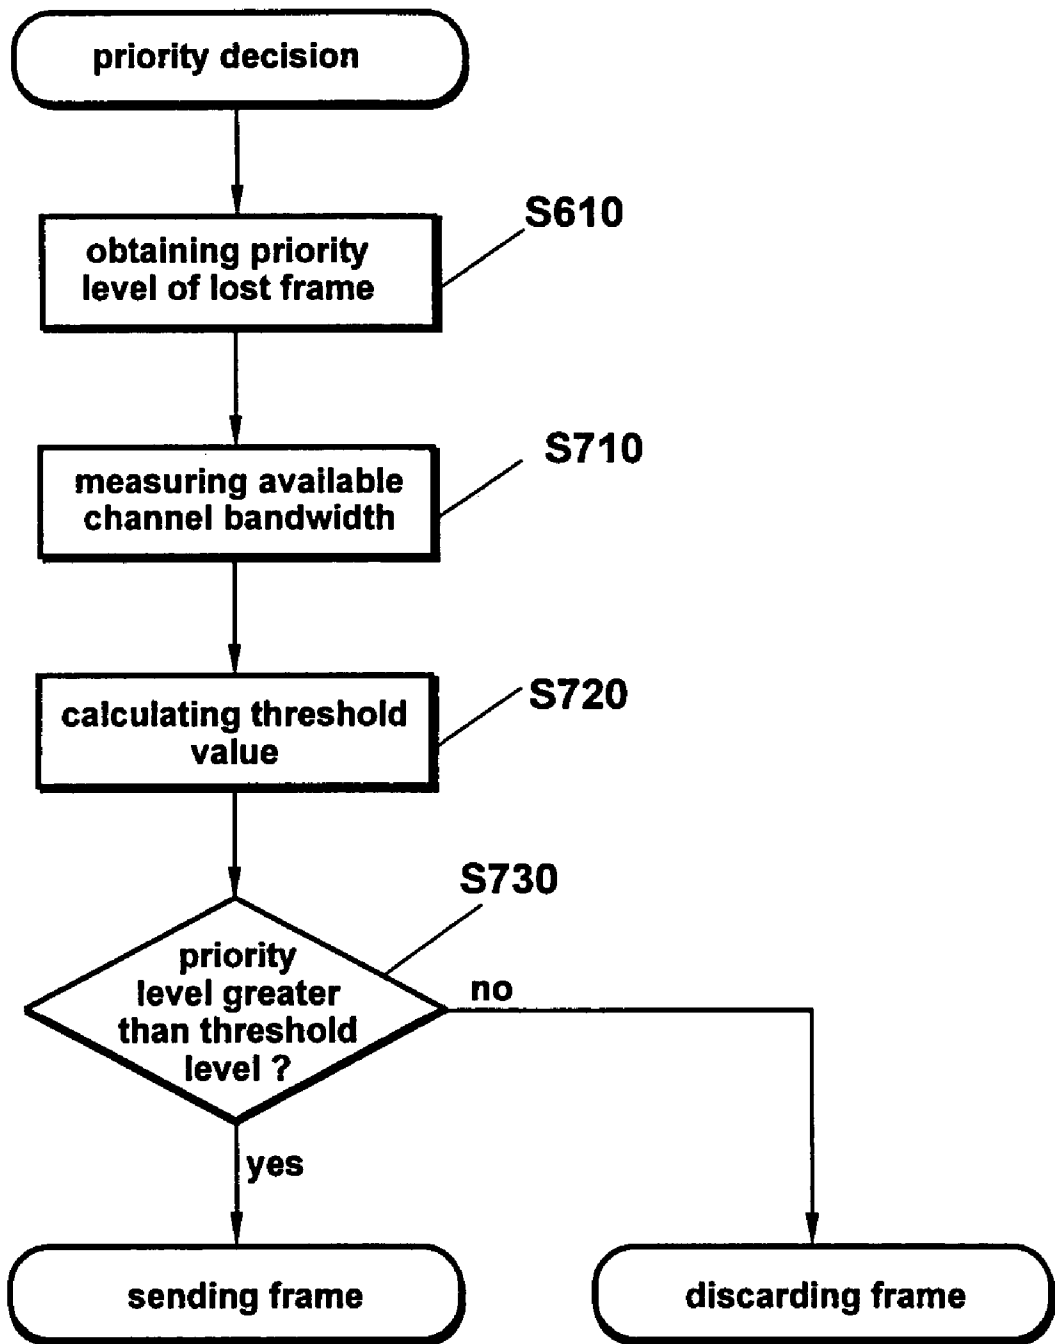 priority decision
S610
obtaining priority
level of lost frame
S710
measuring available
channel bandwidth
S720
calculating threshold
value
S730
priority
level greater
than threshold
level ?
no
yes
sending frame
discarding frame